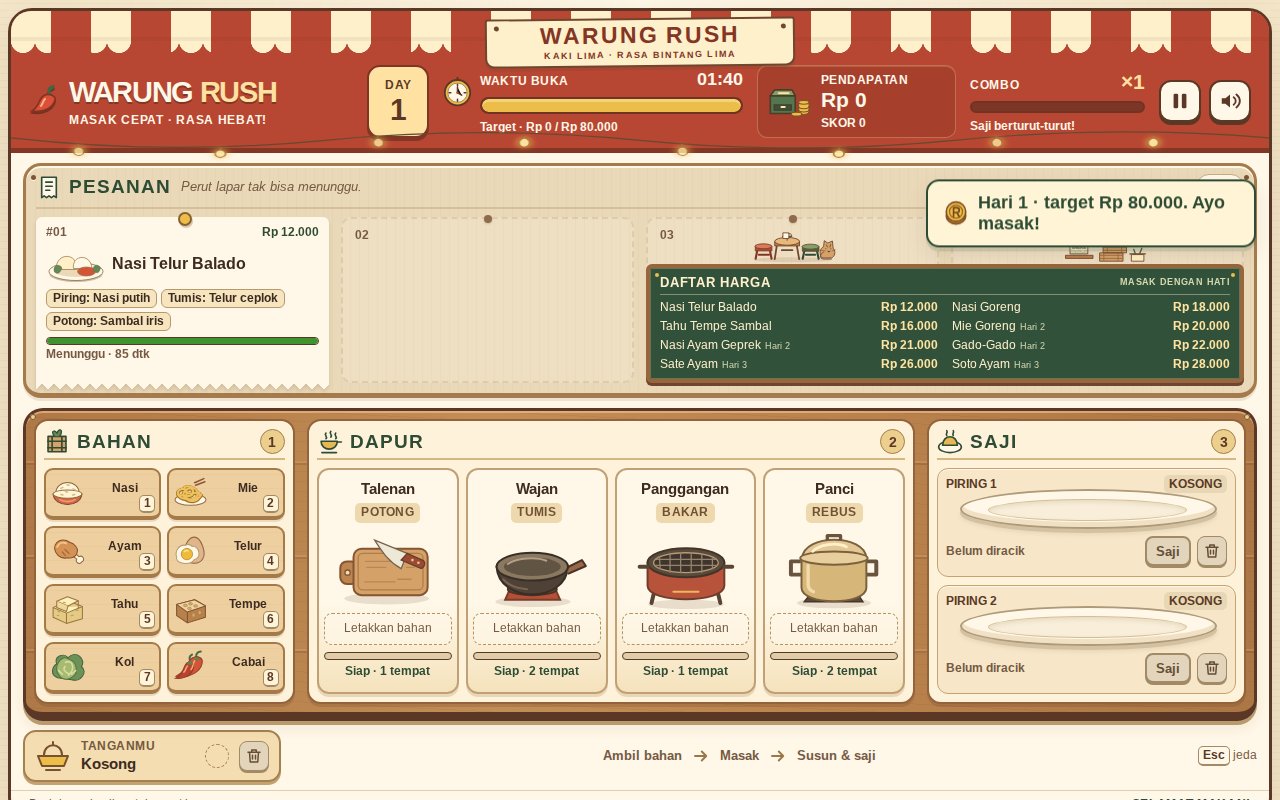 WARUNG RUSH
KAKI LIMA · RASA BINTANG LIMA
WARUNG RUSH
MASAK CEPAT · RASA HEBAT!
DAY
1
WAKTU BUKA 01:40
Target · Rp 0 / Rp 80.000
PENDAPATAN
Rp 0
SKOR 0
COMBO ×1
Saji berturut-turut!
PESANAN Perut lapar tak bisa menunggu.
Hari 1 · target Rp 80.000. Ayo
masak!
#01 Rp 12.000
Nasi Telur Balado
Piring: Nasi putih Tumis: Telur ceplok
Potong: Sambal iris
Menunggu · 85 dtk
02
03
DAFTAR HARGA MASAK DENGAN HATI
Nasi Telur Balado Rp 12.000 Nasi Goreng Rp 18.000
Tahu Tempe Sambal Rp 16.000 Mie Goreng Hari 2 Rp 20.000
Nasi Ayam Geprek Hari 2 Rp 21.000 Gado-Gado Hari 2 Rp 22.000
Sate Ayam Hari 3 Rp 26.000 Soto Ayam Hari 3 Rp 28.000
BAHAN 1
Nasi 1
Mie 2
Ayam 3
Telur 4
Tahu 5
Tempe 6
Kol 7
Cabai 8
DAPUR 2
Talenan Wajan Panggangan Panci
POTONG TUMIS BAKAR REBUS
Letakkan bahan Letakkan bahan Letakkan bahan Letakkan bahan
Siap · 1 tempat Siap · 2 tempat Siap · 1 tempat Siap · 2 tempat
SAJI 3
PIRING 1 KOSONG
Belum diracik Saji
PIRING 2 KOSONG
Belum diracik Saji
TANGANMU
Kosong
Ambil bahan → Masak → Susun & saji
Esc jeda